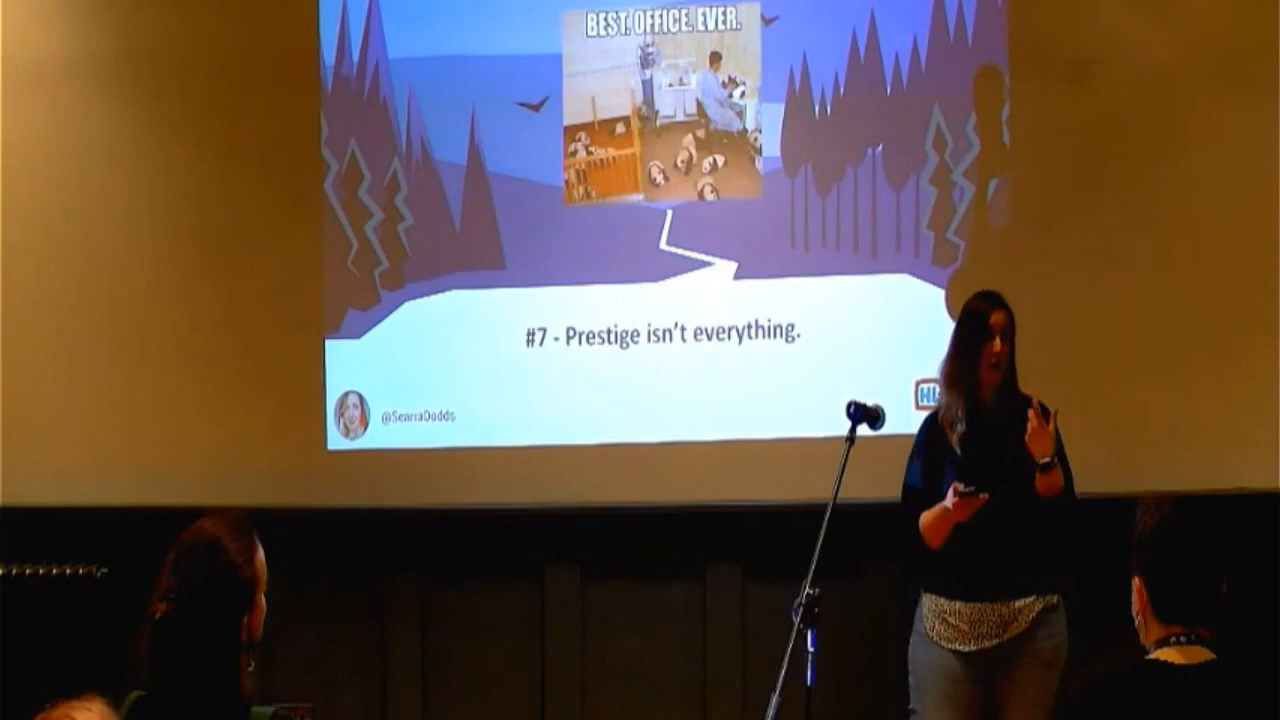 BEST. OFFICE. EVER.
#7 - Prestige isn't everything.
@SearraDodds